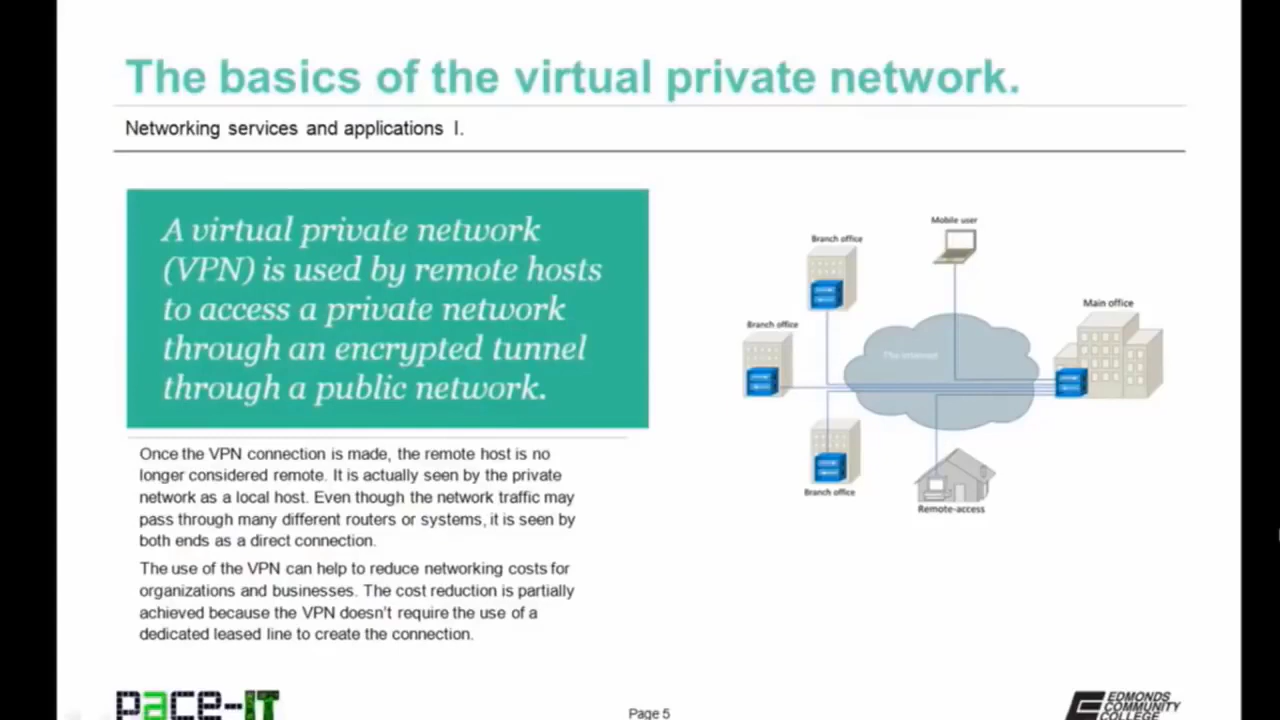 The basics of the virtual private network.
Networking services and applications I.
A virtual private network
(VPN) is used by remote hosts
to access a private network
through an encrypted tunnel
through a public network.
Once the VPN connection is made, the remote host is no
longer considered remote. It is actually seen by the private
network as a local host. Even though the network traffic may
pass through many different routers or systems, it is seen by
both ends as a direct connection.
The use of the VPN can help to reduce networking costs for
organizations and businesses. The cost reduction is partially
achieved because the VPN doesn't require the use of a
dedicated leased line to create the connection.
Mobile user
Branch office
Main office
Branch office
The Internet
Branch office
Remote-access
PACE-IT
Page 5
EDMONDS
COMMUNITY
COLLEGE